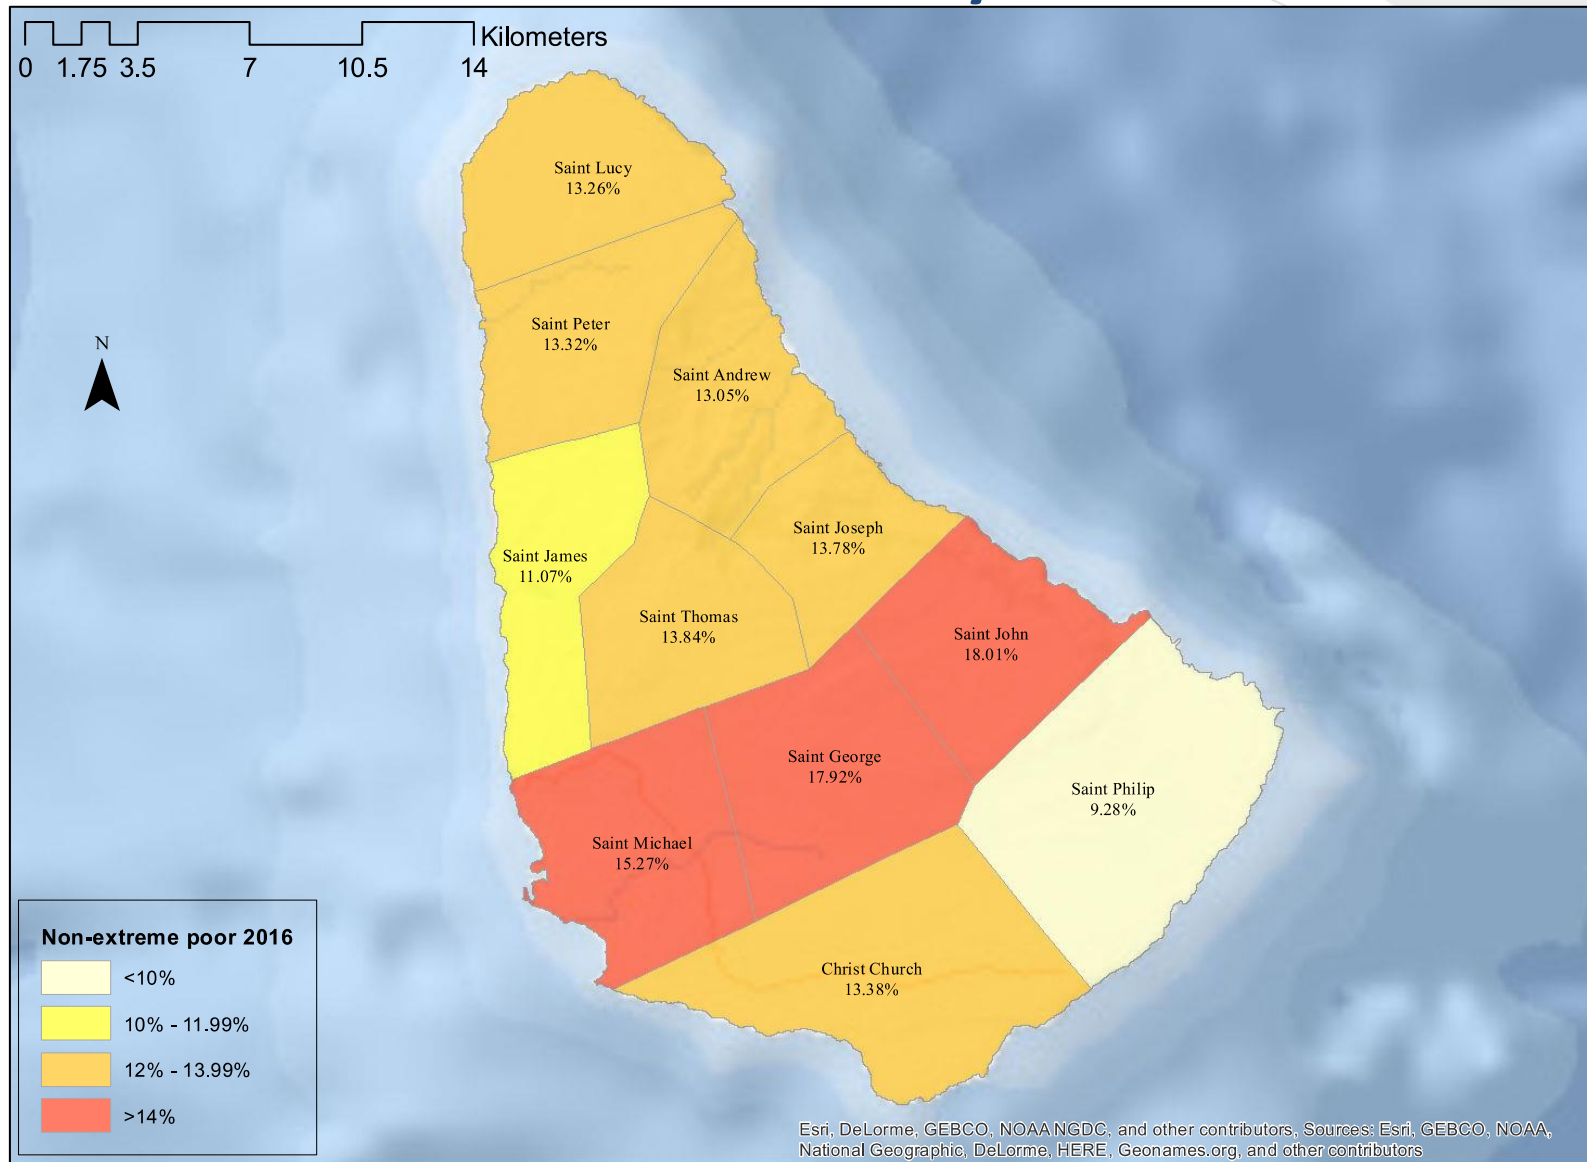 Kilometers
0 1.75 3.5 7 10.5 14
Saint Lucy
13.26%
Saint Peter
13.32%
N
Saint Andrew
13.05%
Saint Joseph
13.78%
Saint James
11.07%
Saint Thomas
13.84%
Saint John
18.01%
Saint George
17.92%
Saint Philip
9.28%
Saint Michael
15.27%
Christ Church
13.38%
Non-extreme poor 2016
<10%
10% - 11.99%
12% - 13.99%
>14%
Esri, DeLorme, GEBCO, NOAA NGDC, and other contributors, Sources: Esri, GEBCO, NOAA,
National Geographic, DeLorme, HERE, Geonames.org, and other contributors